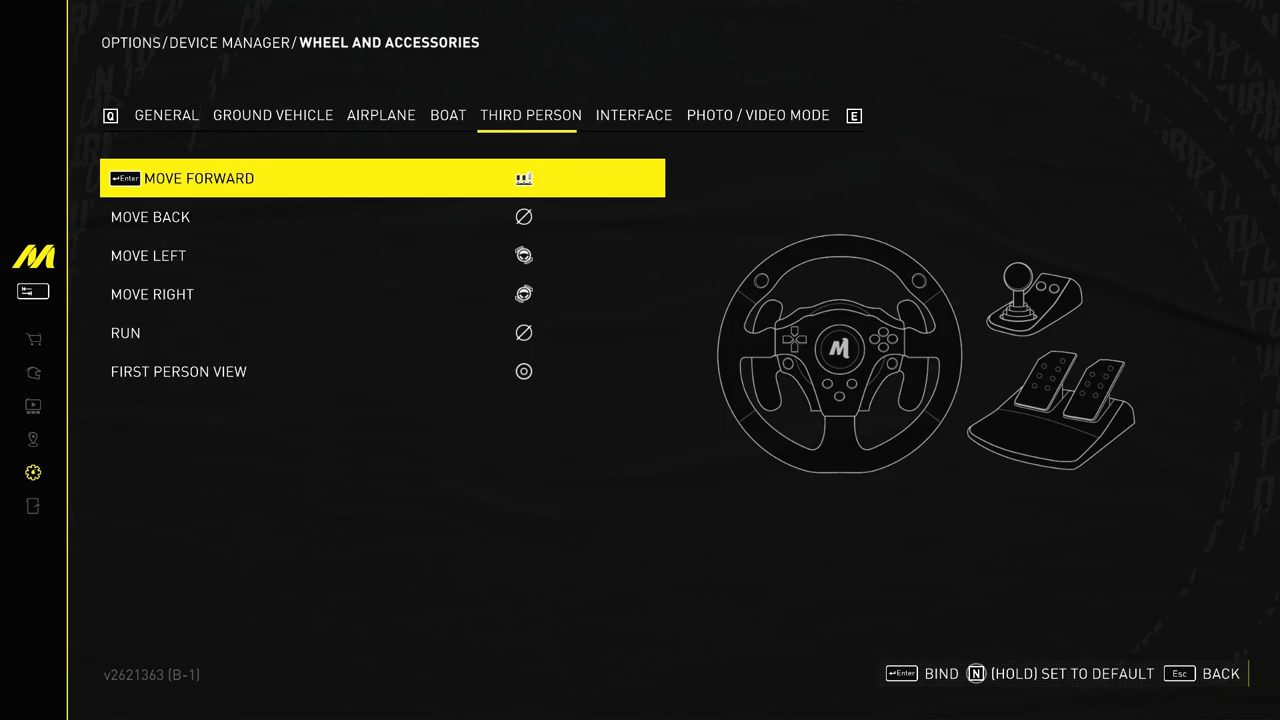 OPTIONS/DEVICE MANAGER/WHEEL AND ACCESSORIES
Q GENERAL GROUND VEHICLE AIRPLANE BOAT THIRD PERSON INTERFACE PHOTO / VIDEO MODE E
Enter MOVE FORWARD
MOVE BACK
MOVE LEFT
MOVE RIGHT
RUN
FIRST PERSON VIEW
v2621363 (B-1)
Enter BIND N (HOLD) SET TO DEFAULT Esc BACK